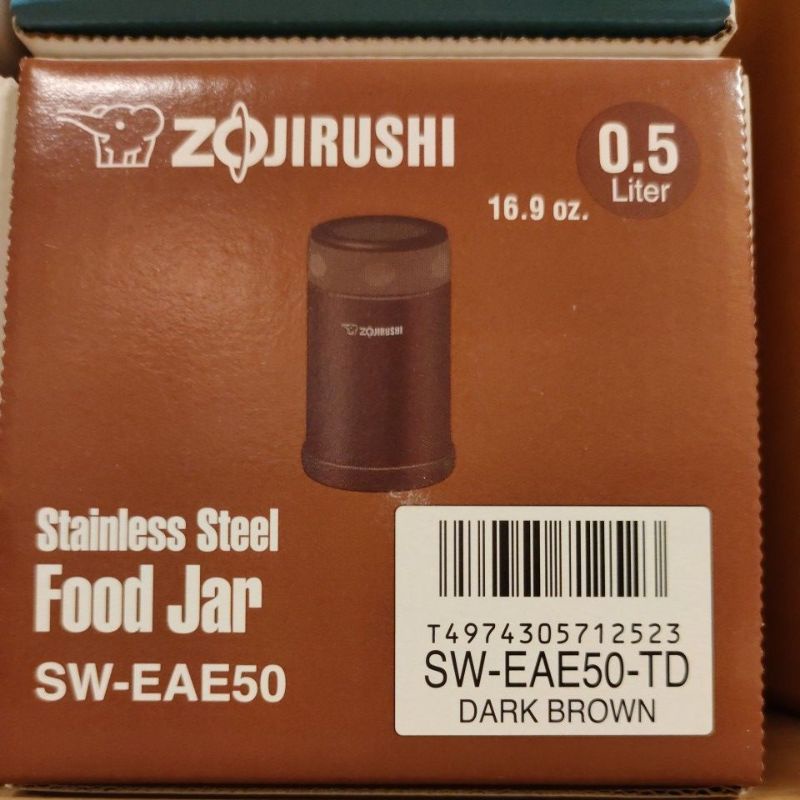 ZOJIRUSHI
0.5
Liter
16.9 oz.
ZOJIRUSHI
Stainless Steel
Food Jar
SW-EAE50
T4974305712523
SW-EAE50-TD
DARK BROWN